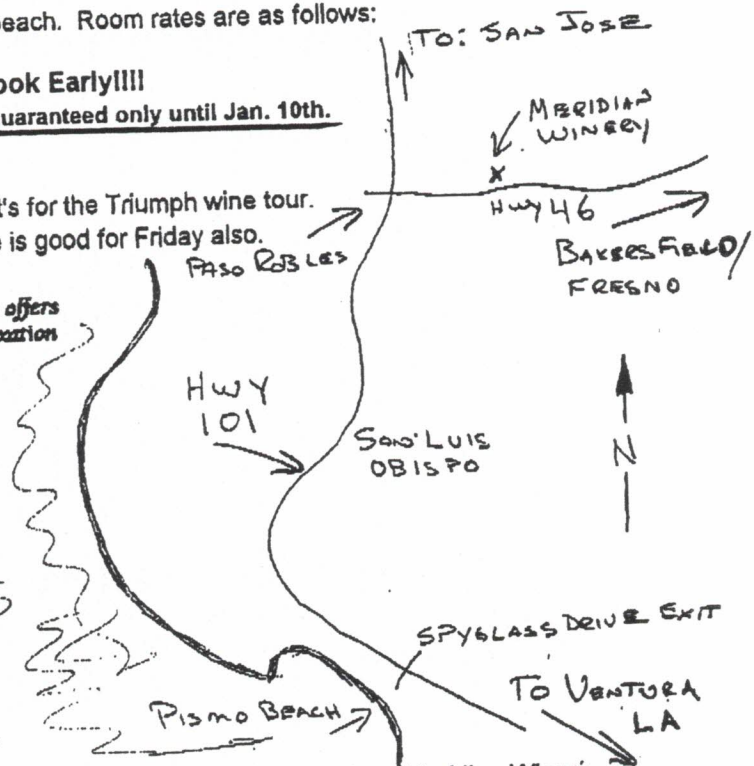 each. Room rates are as follows:
TO: SAN JOSE
ook Early!!!!
uaranteed only until Jan. 10th.
MERIDIAN
WINERY
X
t's for the Triumph wine tour.
HWY 46
is good for Friday also.
PASO ROBLES
BAKERSFIELD/
FRESNO
offers
HWY
101
SAN LUIS
OBISPO
N
SPYGLASS DRIVE EXIT
TO VENTURA
LA
PISMO BEACH